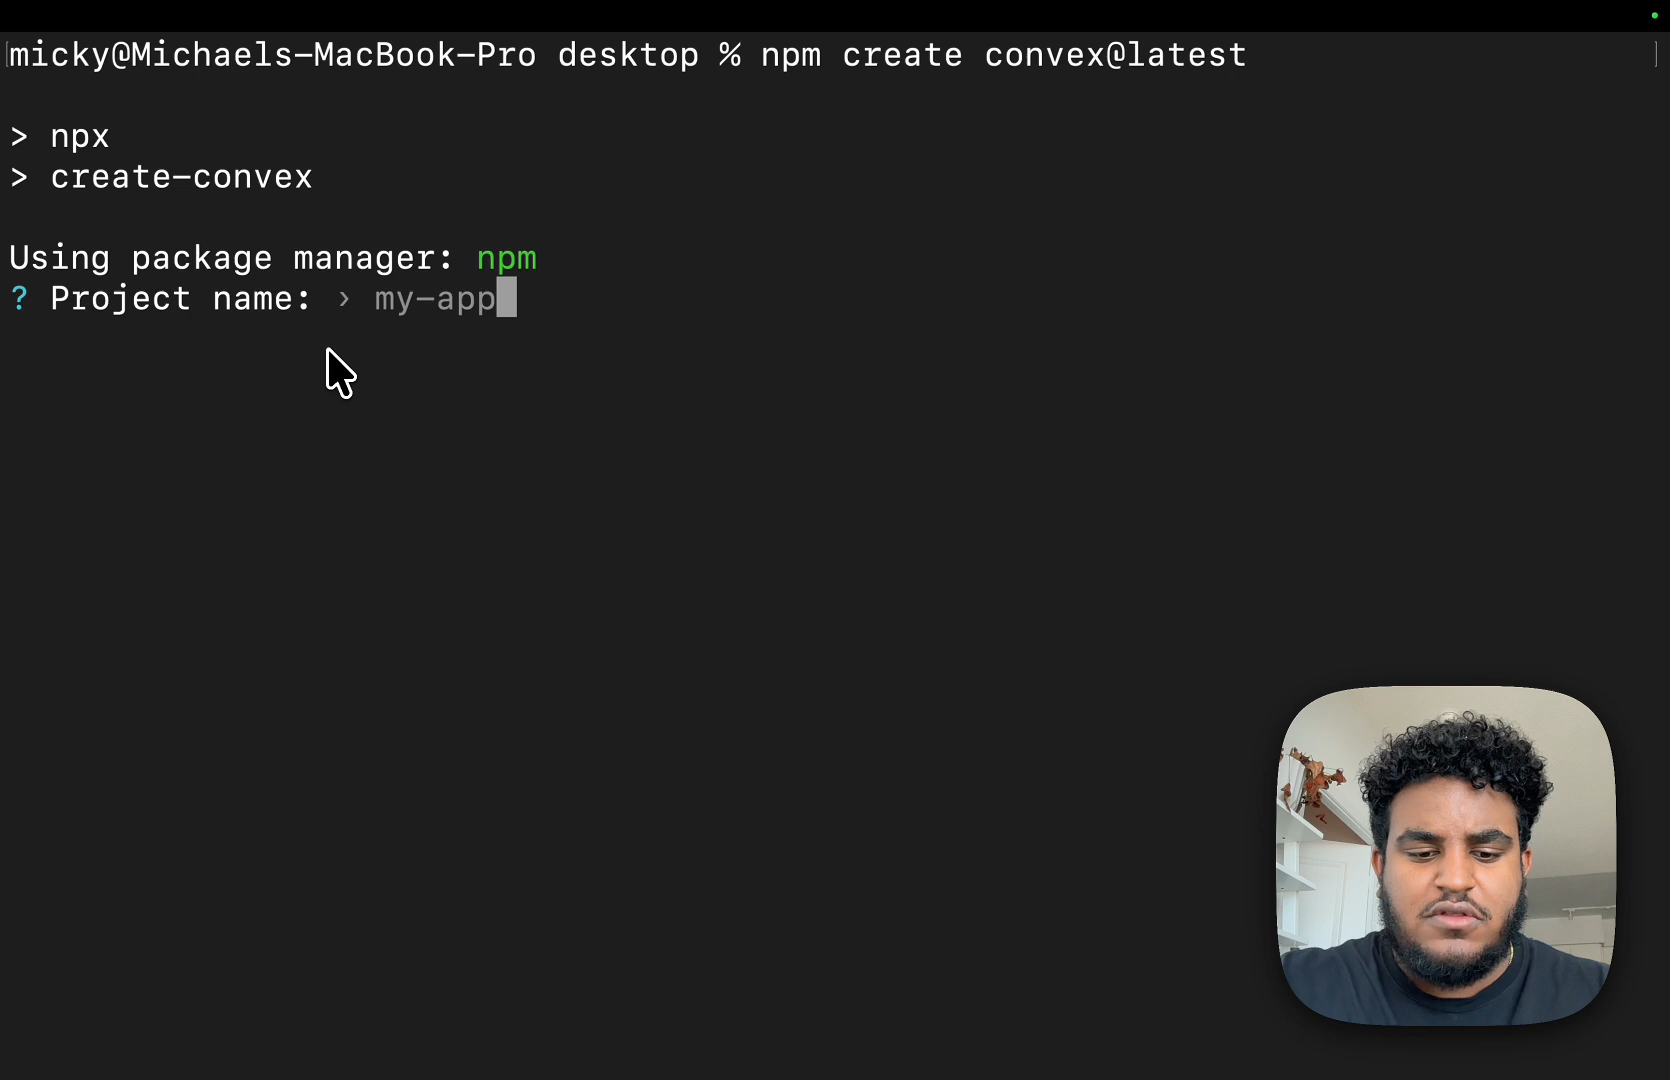 micky@Michaels-MacBook-Pro desktop % npm create convex@latest
> npx
> create-convex
Using package manager: npm
? Project name: › my-app